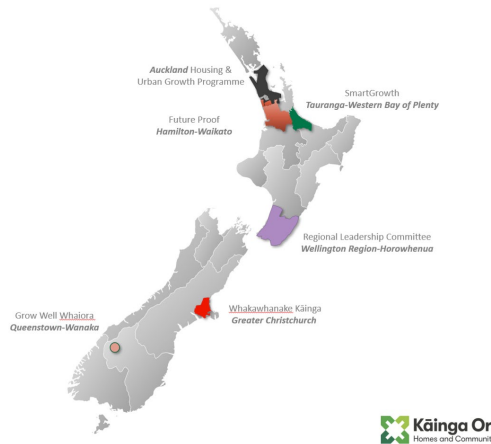 Auckland Housing &
Urban Growth Programme
SmartGrowth
Tauranga-Western Bay of Plenty
Future Proof
Hamilton-Waikato
Regional Leadership Committee
Wellington Region-Horowhenua
Grow Well Whaiora
Queenstown-Wanaka
Whakawhanake Kāinga
Greater Christchurch
Kāinga Or
Homes and Communit